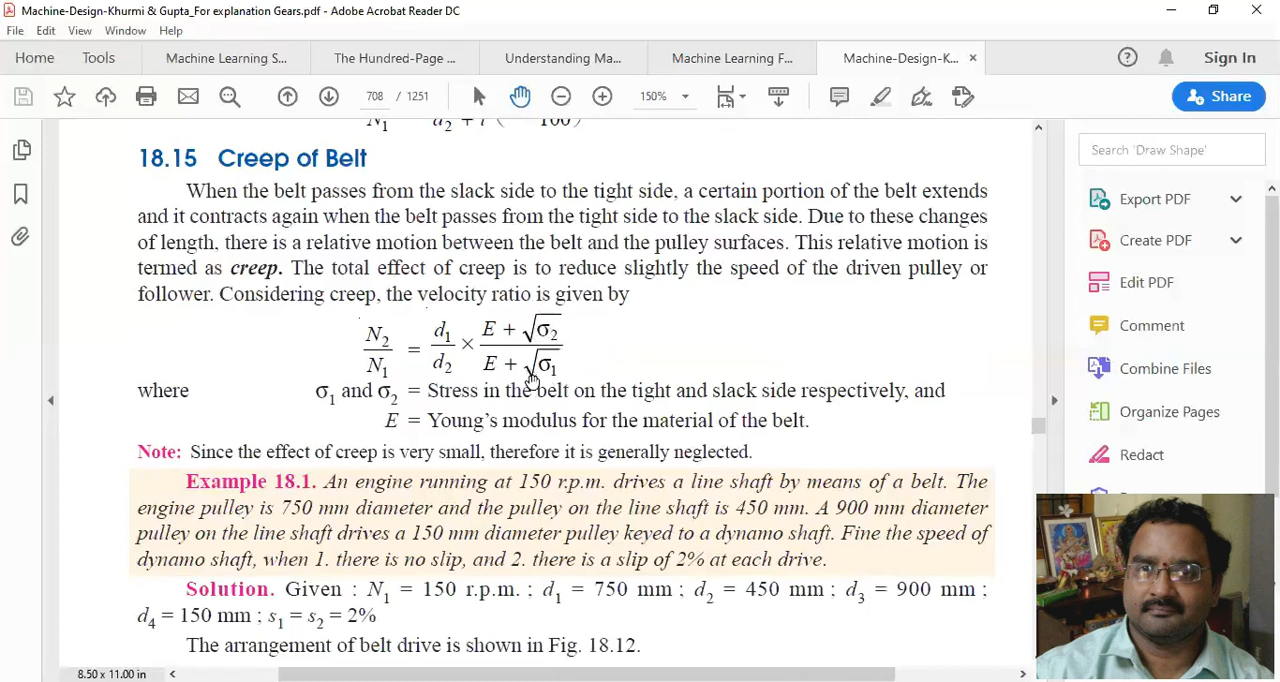 Machine-Design-Khurmi & Gupta_For explanation Gears.pdf - Adobe Acrobat Reader DC
File Edit View Window Help
Home Tools Machine Learning S... The Hundred-Page ... Understanding Ma... Machine Learning F... Machine-Design-K... × Sign In
708 / 1251 150% Share
N₁ d₂ + t ( 100 )
18.15 Creep of Belt
When the belt passes from the slack side to the tight side, a certain portion of the belt extends
and it contracts again when the belt passes from the tight side to the slack side. Due to these changes
of length, there is a relative motion between the belt and the pulley surfaces. This relative motion is
termed as creep. The total effect of creep is to reduce slightly the speed of the driven pulley or
follower. Considering creep, the velocity ratio is given by
N₂/N₁ = d₁/d₂ × (E + √σ₂)/(E + √σ₁)
where σ₁ and σ₂ = Stress in the belt on the tight and slack side respectively, and
E = Young's modulus for the material of the belt.
Note: Since the effect of creep is very small, therefore it is generally neglected.
Example 18.1. An engine running at 150 r.p.m. drives a line shaft by means of a belt. The
engine pulley is 750 mm diameter and the pulley on the line shaft is 450 mm. A 900 mm diameter
pulley on the line shaft drives a 150 mm diameter pulley keyed to a dynamo shaft. Fine the speed of
dynamo shaft, when 1. there is no slip, and 2. there is a slip of 2% at each drive.
Solution. Given : N₁ = 150 r.p.m. ; d₁ = 750 mm ; d₂ = 450 mm ; d₃ = 900 mm ;
d₄ = 150 mm ; s₁ = s₂ = 2%
The arrangement of belt drive is shown in Fig. 18.12.
8.50 x 11.00 in
Search 'Draw Shape'
Export PDF
Create PDF
Edit PDF
Comment
Combine Files
Organize Pages
Redact